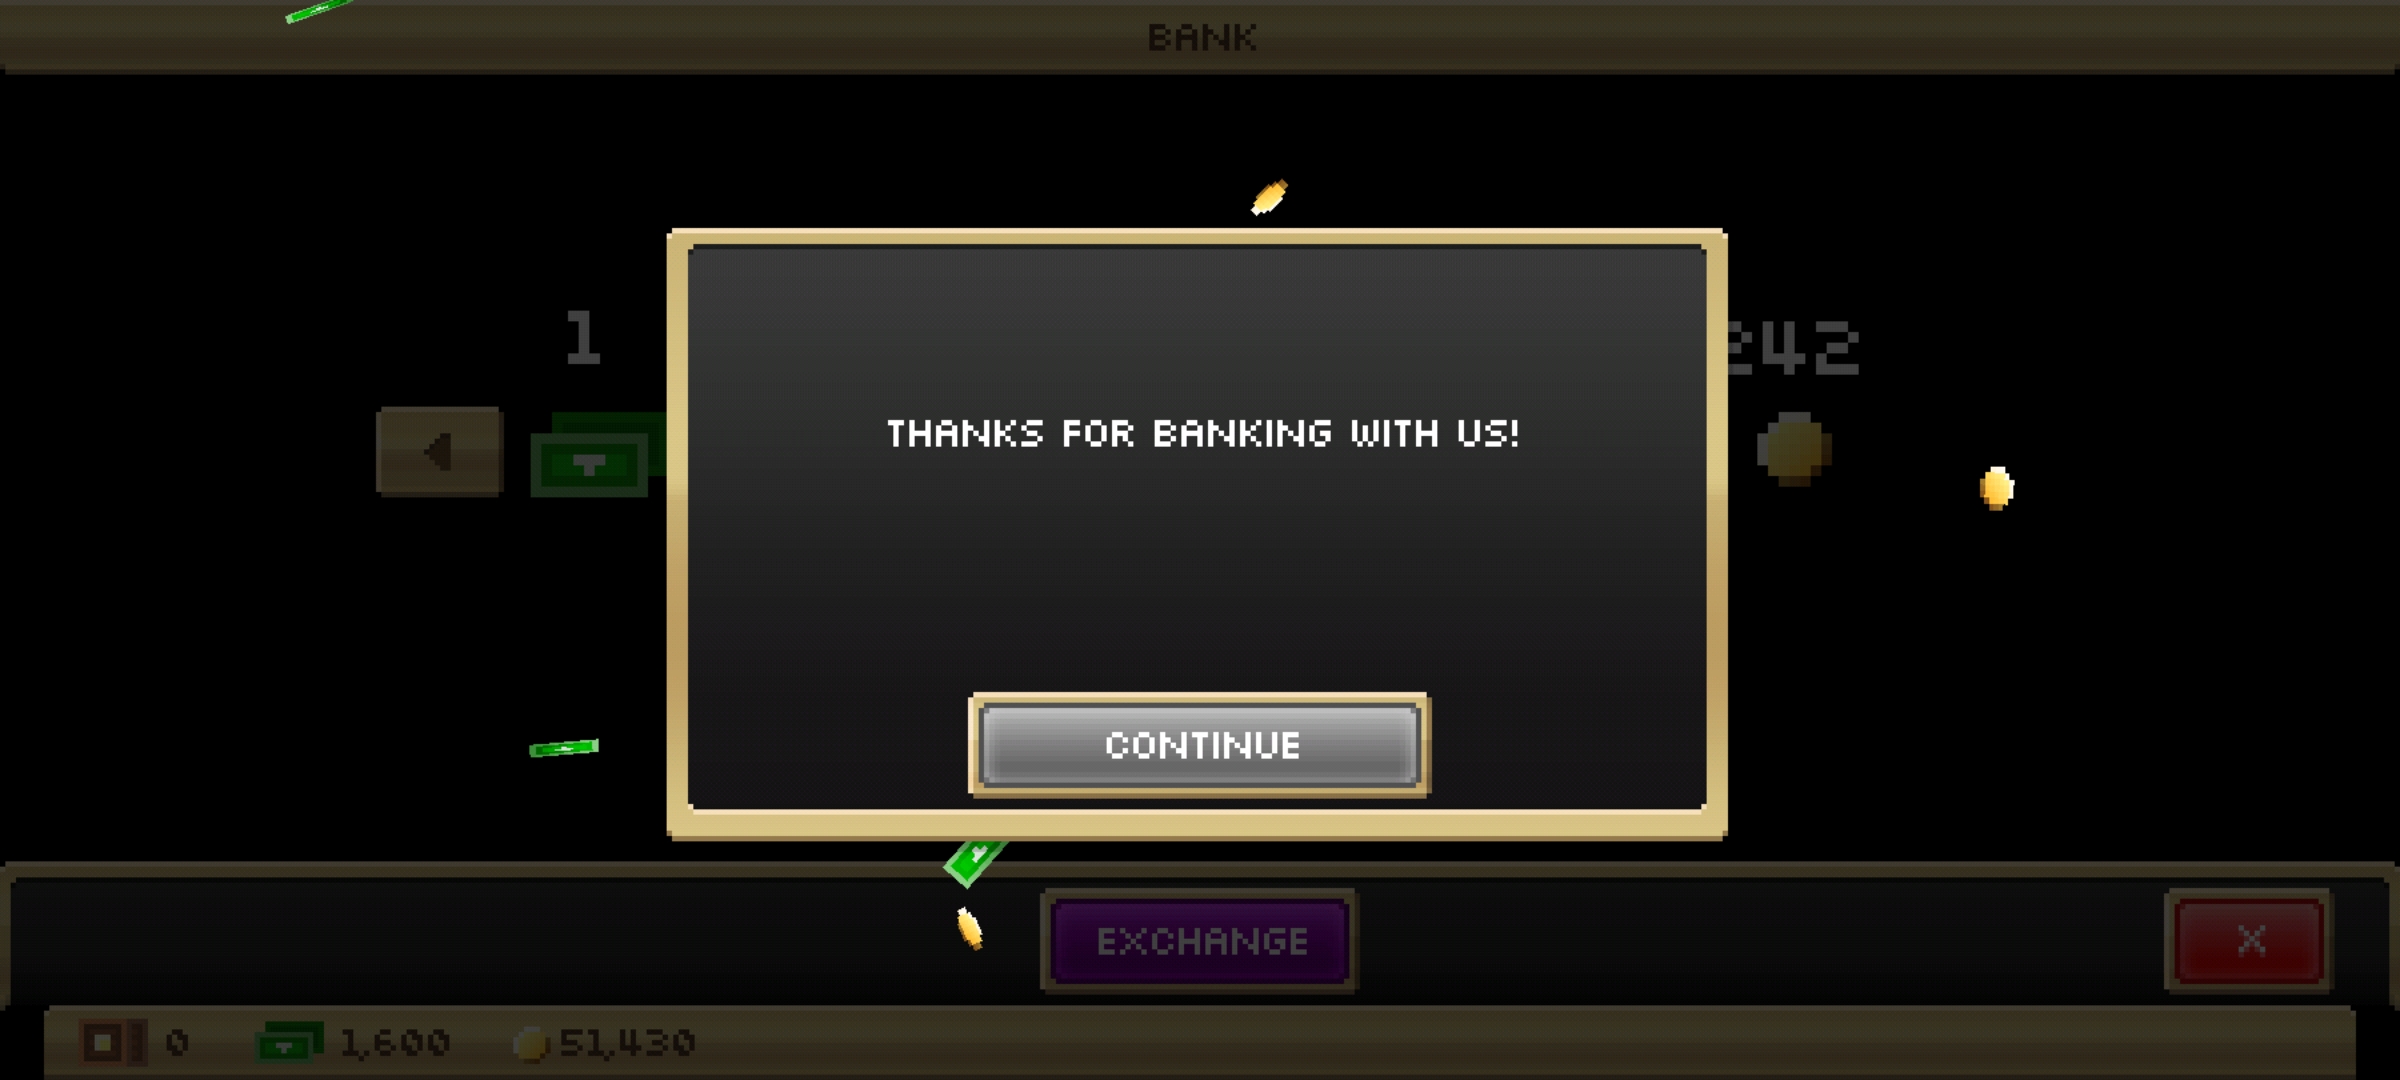 BANK
1
242
THANKS FOR BANKING WITH US!
CONTINUE
EXCHANGE
X
0 1,600 51,430